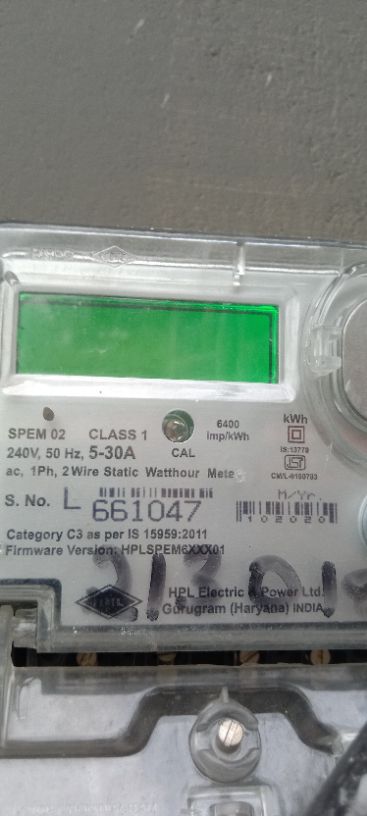 SPEM 02 CLASS 1
6400
imp/kWh
kWh
240V, 50 Hz, 5-30A
CAL
IS:13779
ac, 1Ph, 2 Wire Static Watthour Mete
CM/L-9100793
S. No. L 661047
M/Yr.
102020
Category C3 as per IS 15959:2011
Firmware Version: HPLSPEM6XXX01
HPL Electric & Power Ltd.
Gurugram (Haryana) INDIA